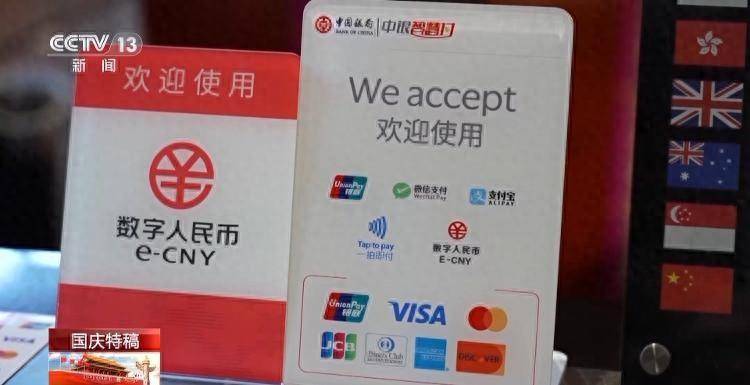 CCTV 13
新闻
欢迎使用
数字人民币
e-CNY
中国银行 中银智慧付
BANK OF CHINA
We accept
欢迎使用
UnionPay 银联
微信支付
WeChat Pay
支付宝
ALIPAY
Tap to pay
一拍即付
数字人民币
E-CNY
UnionPay 银联
VISA
JCB
Diners Club
INTERNATIONAL
AMERICAN EXPRESS
DISCOVER
国庆特稿